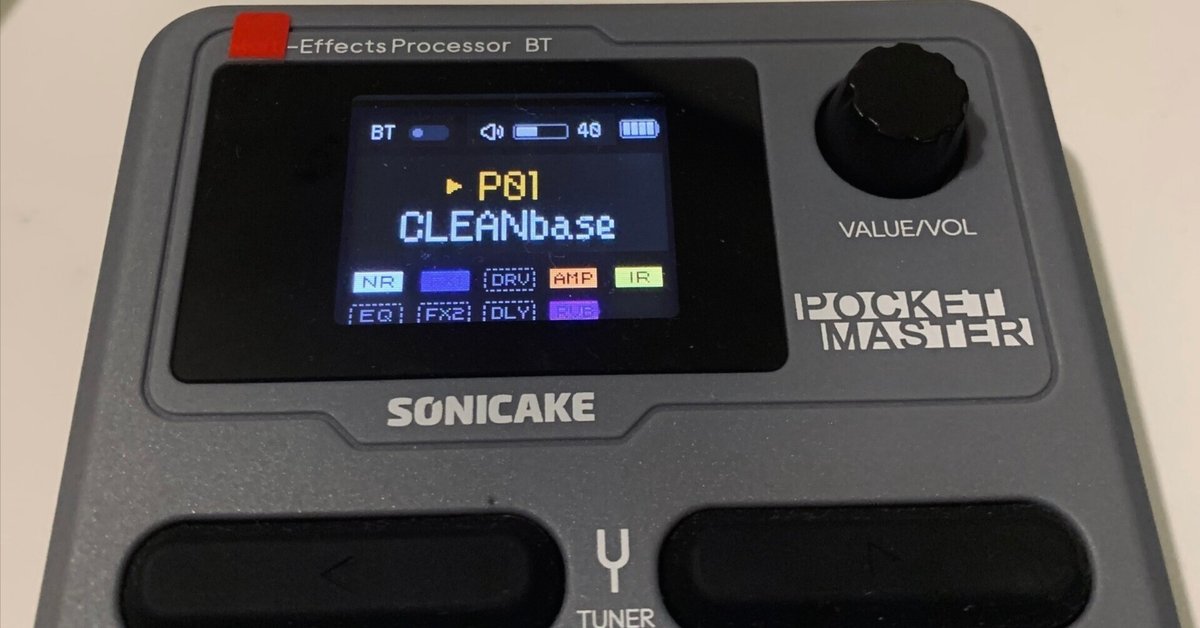 -Effects Processor BT
BT 40
P01
CLEANbase
NR DRV AMP IR
EQ FX2 DLY RVB
VALUE/VOL
POCKET
MASTER
SONICAKE
TUNER